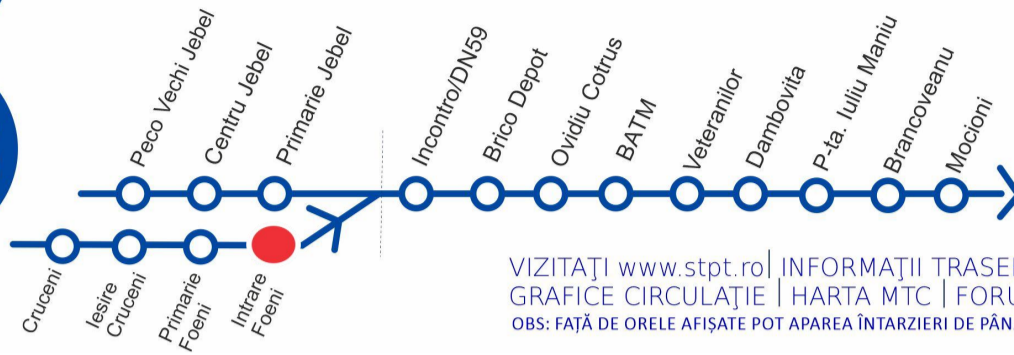 Peco Vechi Jebel
Centru Jebel
Primarie Jebel
Incontro/DN59
Brico Depot
Ovidiu Cotrus
BATM
Veteranilor
Dambovita
P-ta. Iuliu Maniu
Brancoveanu
Mocioni
Cruceni
Iesire
Cruceni
Primarie
Foeni
Intrare
Foeni
VIZITAŢI www.stpt.ro| INFORMAŢII TRASE
GRAFICE CIRCULAŢIE | HARTA MTC | FORU
OBS: FAŢĂ DE ORELE AFIŞATE POT APAREA ÎNTARZIERI DE PÂN